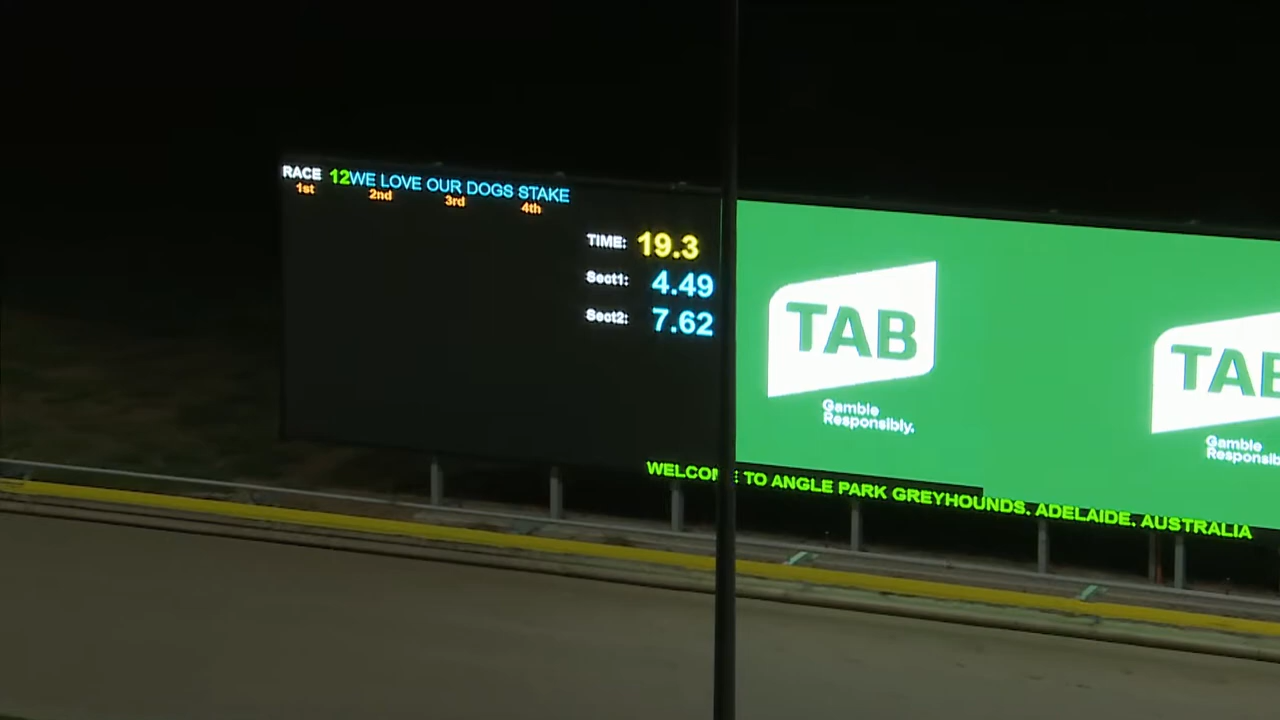 RACE 12WE LOVE OUR DOGS STAKE
1st 2nd 3rd 4th
TIME: 19.3
Sect1: 4.49
Sect2: 7.62
TAB
Gamble
Responsibly.
TAB
Gamble
WELCOME TO ANGLE PARK GREYHOUNDS. ADELAIDE. AUSTRALIA